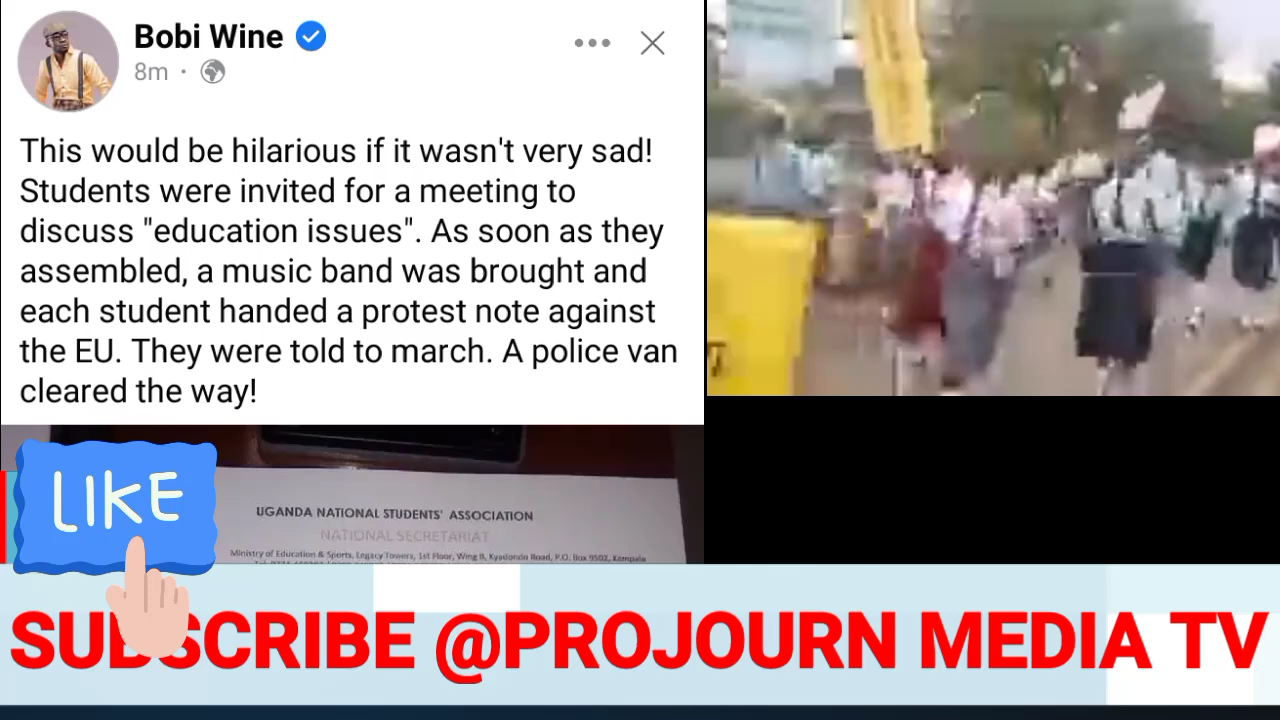 Bobi Wine
8m ·
This would be hilarious if it wasn't very sad!
Students were invited for a meeting to
discuss "education issues". As soon as they
assembled, a music band was brought and
each student handed a protest note against
the EU. They were told to march. A police van
cleared the way!
LIKE
UGANDA NATIONAL STUDENTS' ASSOCIATION
NATIONAL SECRETARIAT
Ministry of Education & Sports, Legacy Towers, 1st Floor, Wing B, Kyadondo Road, P.O. Box 9502, Kampala
SUBSCRIBE @PROJOURN MEDIA TV